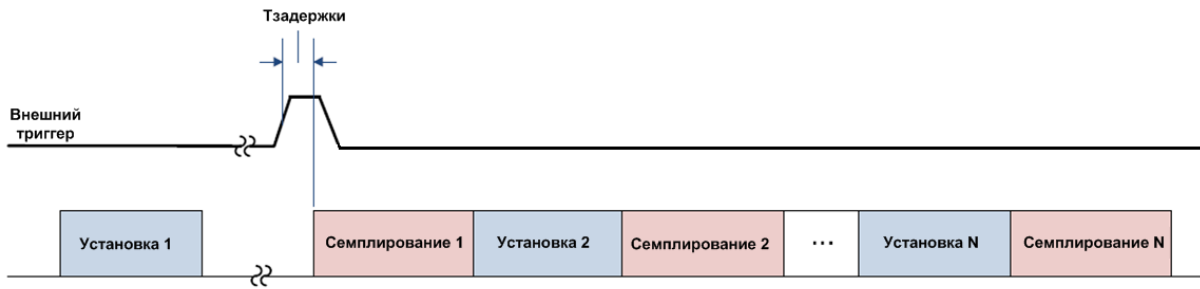 Тзадержки
Внешний
триггер
Установка 1
Семплирование 1
Установка 2
Семплирование 2
...
Установка N
Семплирование N